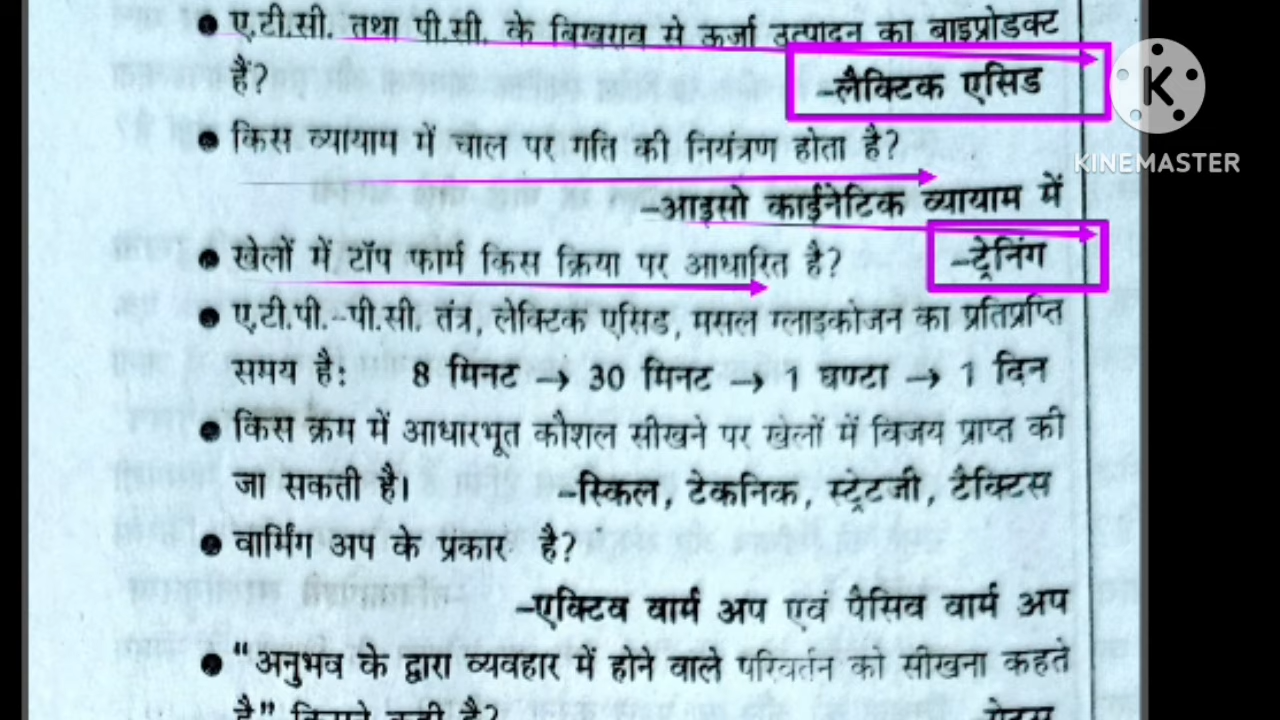 ● ए.टी.सी. तथा पी.सी. के बिखराव से ऊर्जा उत्पादन का बाइप्रोडक्ट
हैं? –लैक्टिक एसिड
● किस व्यायाम में चाल पर गति की नियंत्रण होता है?
–आइसो काईनेटिक व्यायाम में
● खेलों में टॉप फार्म किस क्रिया पर आधारित है? –ट्रेनिंग
● ए.टी.पी.–पी.सी. तंत्र, लेक्टिक एसिड, मसल ग्लाइकोजन का प्रतिप्रप्ति
समय है: 8 मिनट → 30 मिनट → 1 घण्टा → 1 दिन
● किस क्रम में आधारभूत कौशल सीखने पर खेलों में विजय प्राप्त की
जा सकती है। –स्किल, टेकनिक, स्ट्रेटजी, टैक्टिस
● वार्मिंग अप के प्रकार है?
–एक्टिव वार्म अप एवं पैसिव वार्म अप
● "अनुभव के द्वारा व्यवहार में होने वाले परिवर्तन को सीखना कहते
है"
K
KINEMASTER